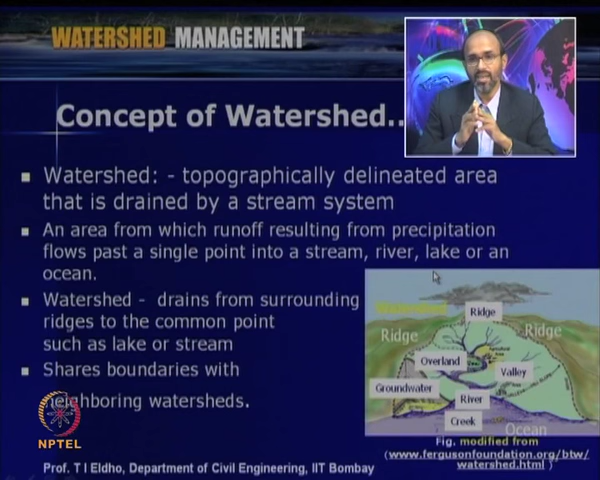 WATERSHED MANAGEMENT
Concept of Watershed..
Watershed: - topographically delineated area
that is drained by a stream system
An area from which runoff resulting from precipitation
flows past a single point into a stream, river, lake or an
ocean.
Watershed - drains from surrounding
ridges to the common point
such as lake or stream
Shares boundaries with
neighboring watersheds.
Watershed
Ridge
Ridge
Ridge
Overland
Valley
Groundwater
River
Creek
Ocean
Fig. modified from
(www.fergusonfoundation.org/btw/
watershed.html )
NPTEL
Prof. T I Eldho, Department of Civil Engineering, IIT Bombay